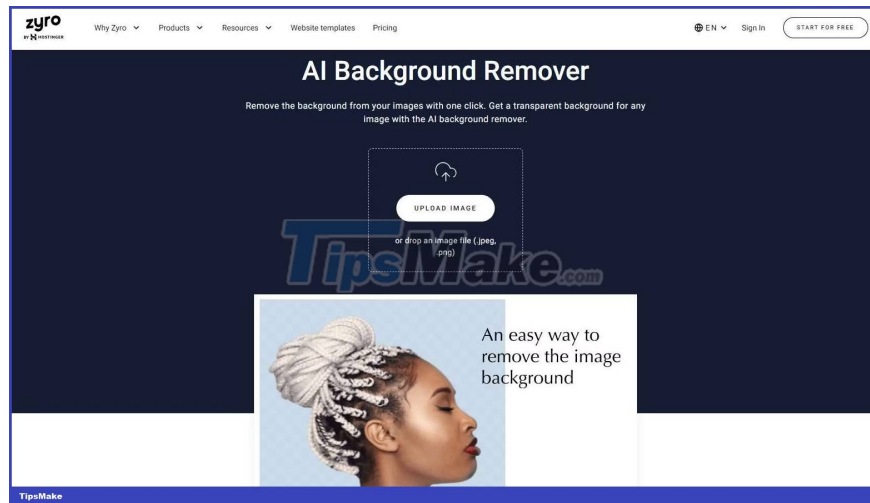 zyro
BY HOSTINGER
Why Zyro
Products
Resources
Website templates
Pricing
EN
Sign In
START FOR FREE
AI Background Remover
Remove the background from your images with one click. Get a transparent background for any
image with the AI background remover.
UPLOAD IMAGE
or drop an image file (.jpeg,
.png)
TipsMake.com
An easy way to
remove the image
background
TipsMake